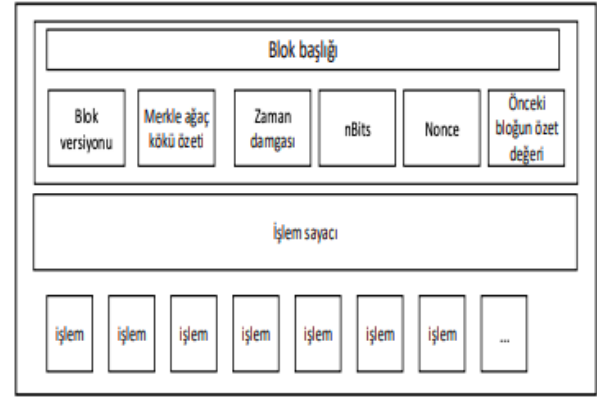 Blok başlığı
Blok
versiyonu
Merkle ağaç
kökü özeti
Zaman
damgası
nBits
Nonce
Önceki
bloğun özet
değeri
İşlem sayacı
işlem
işlem
işlem
işlem
işlem
işlem
işlem
...